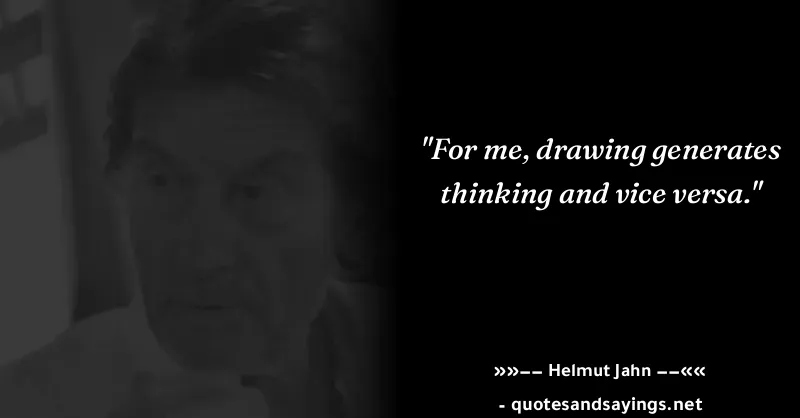 "For me, drawing generates
thinking and vice versa."
»»−− Helmut Jahn −−««
- quotesandsayings.net